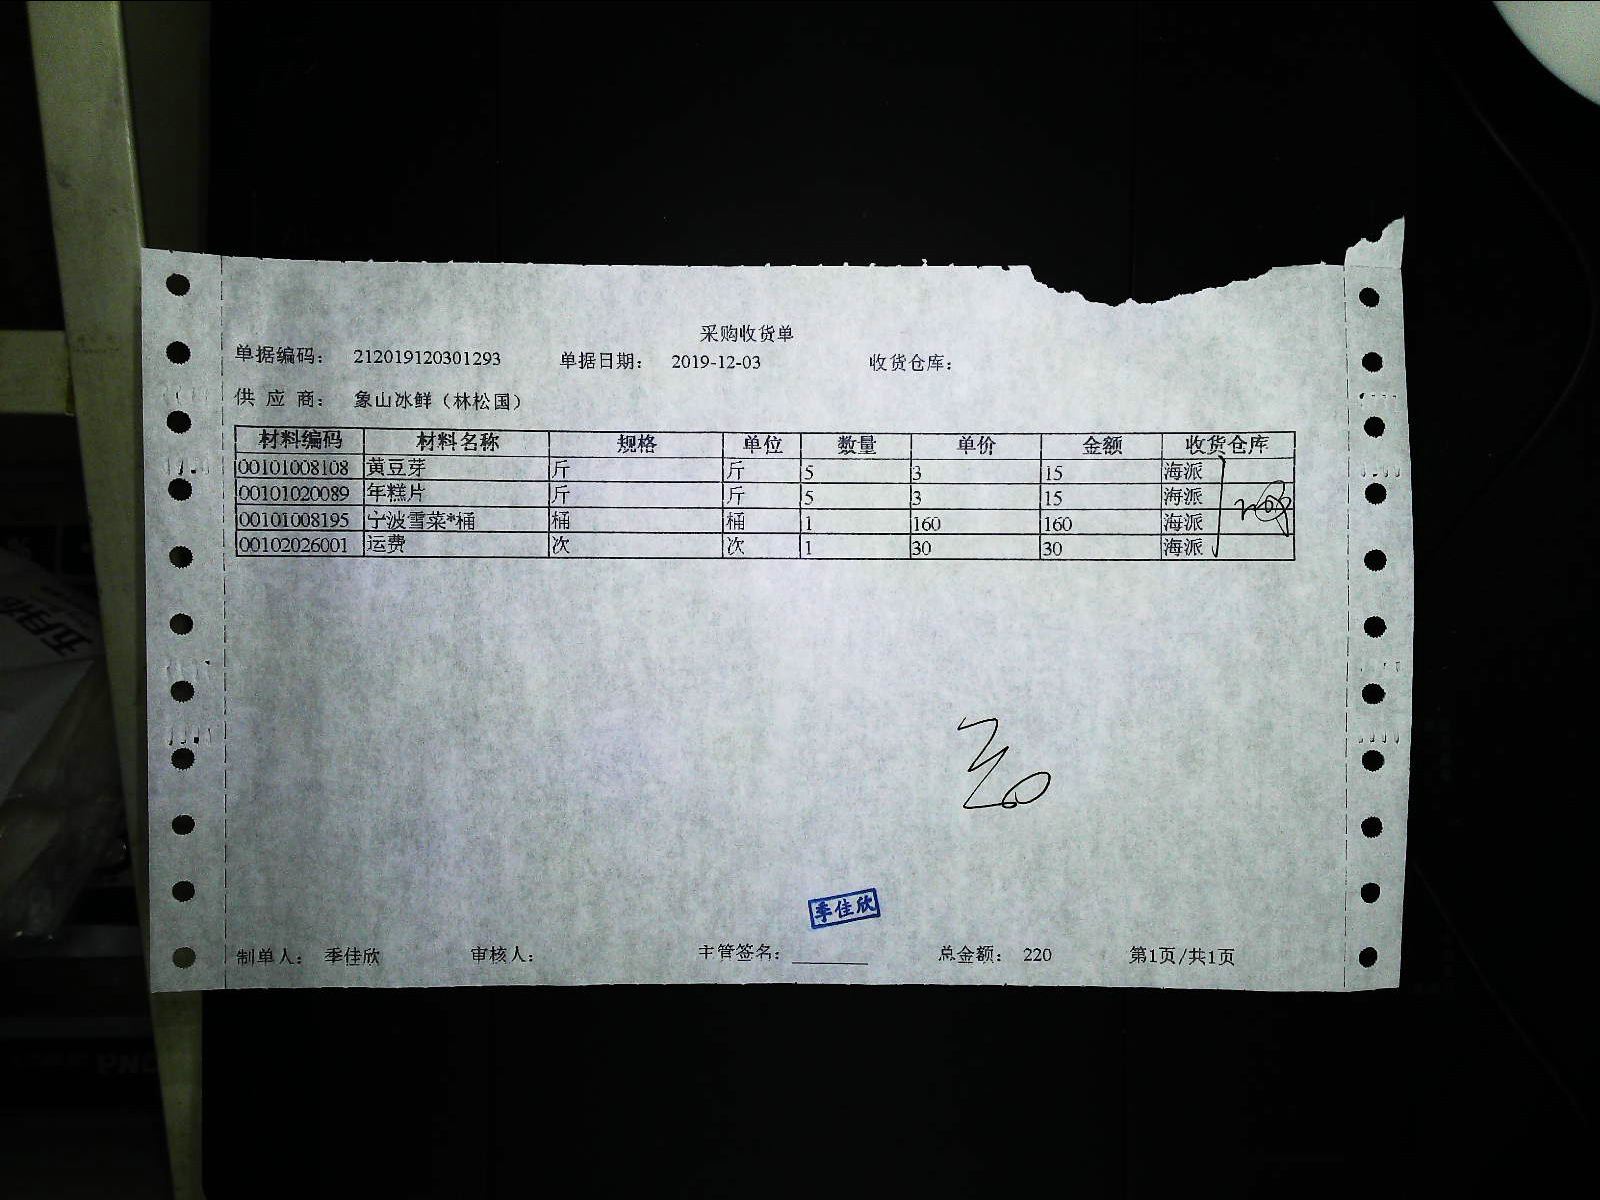 采购收货单
单据编码： 212019120301293 单据日期： 2019-12-03 收货仓库：
供 应 商： 象山冰鲜（林松国）
材料编码 材料名称 规格 单位 数量 单价 金额 收货仓库
00101008108 黄豆芽 斤 斤 5 3 15 海派
00101020089 年糕片 斤 斤 5 3 15 海派
00101008195 宁波雪菜*桶 桶 桶 1 160 160 海派
00102026001 运费 次 次 1 30 30 海派
季佳欣
制单人： 季佳欣 审核人： 主管签名： 总金额： 220 第1页/共1页